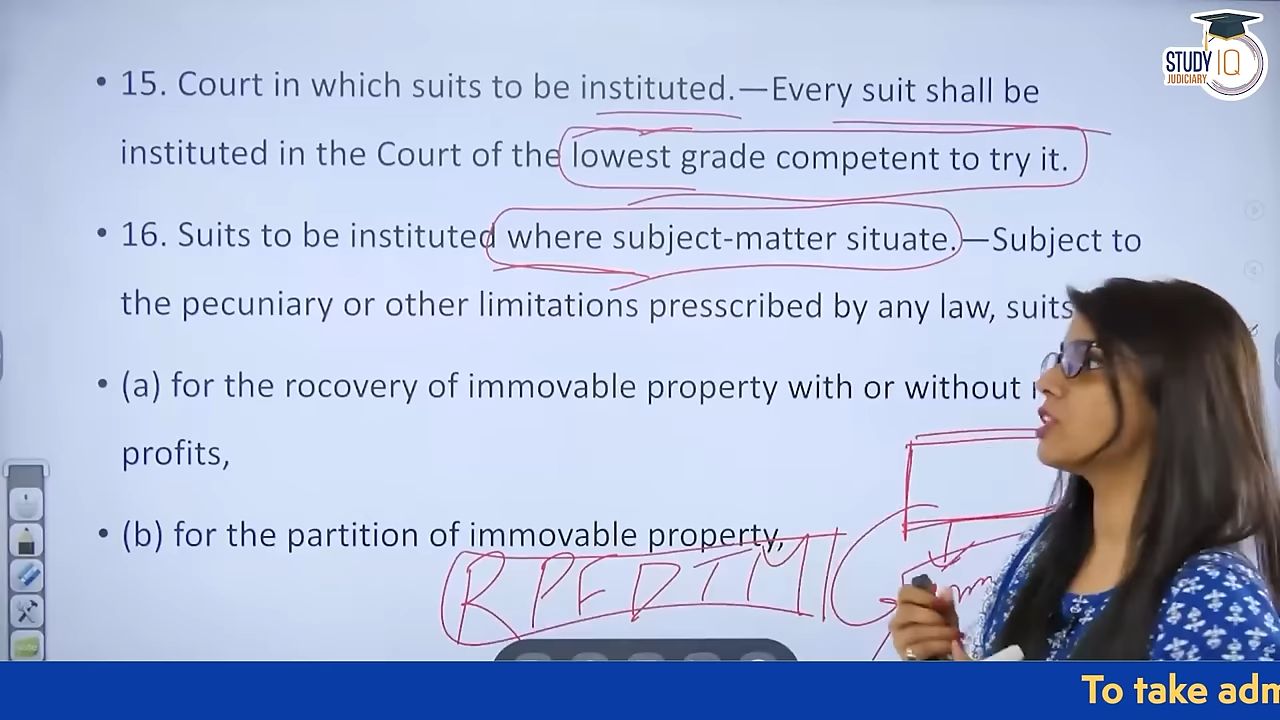 STUDY IQ
JUDICIARY
• 15. Court in which suits to be instituted.—Every suit shall be
instituted in the Court of the lowest grade competent to try it.
• 16. Suits to be instituted where subject-matter situate.—Subject to
the pecuniary or other limitations presscribed by any law, suits
• (a) for the rocovery of immovable property with or without
profits,
• (b) for the partition of immovable property,
To take adm